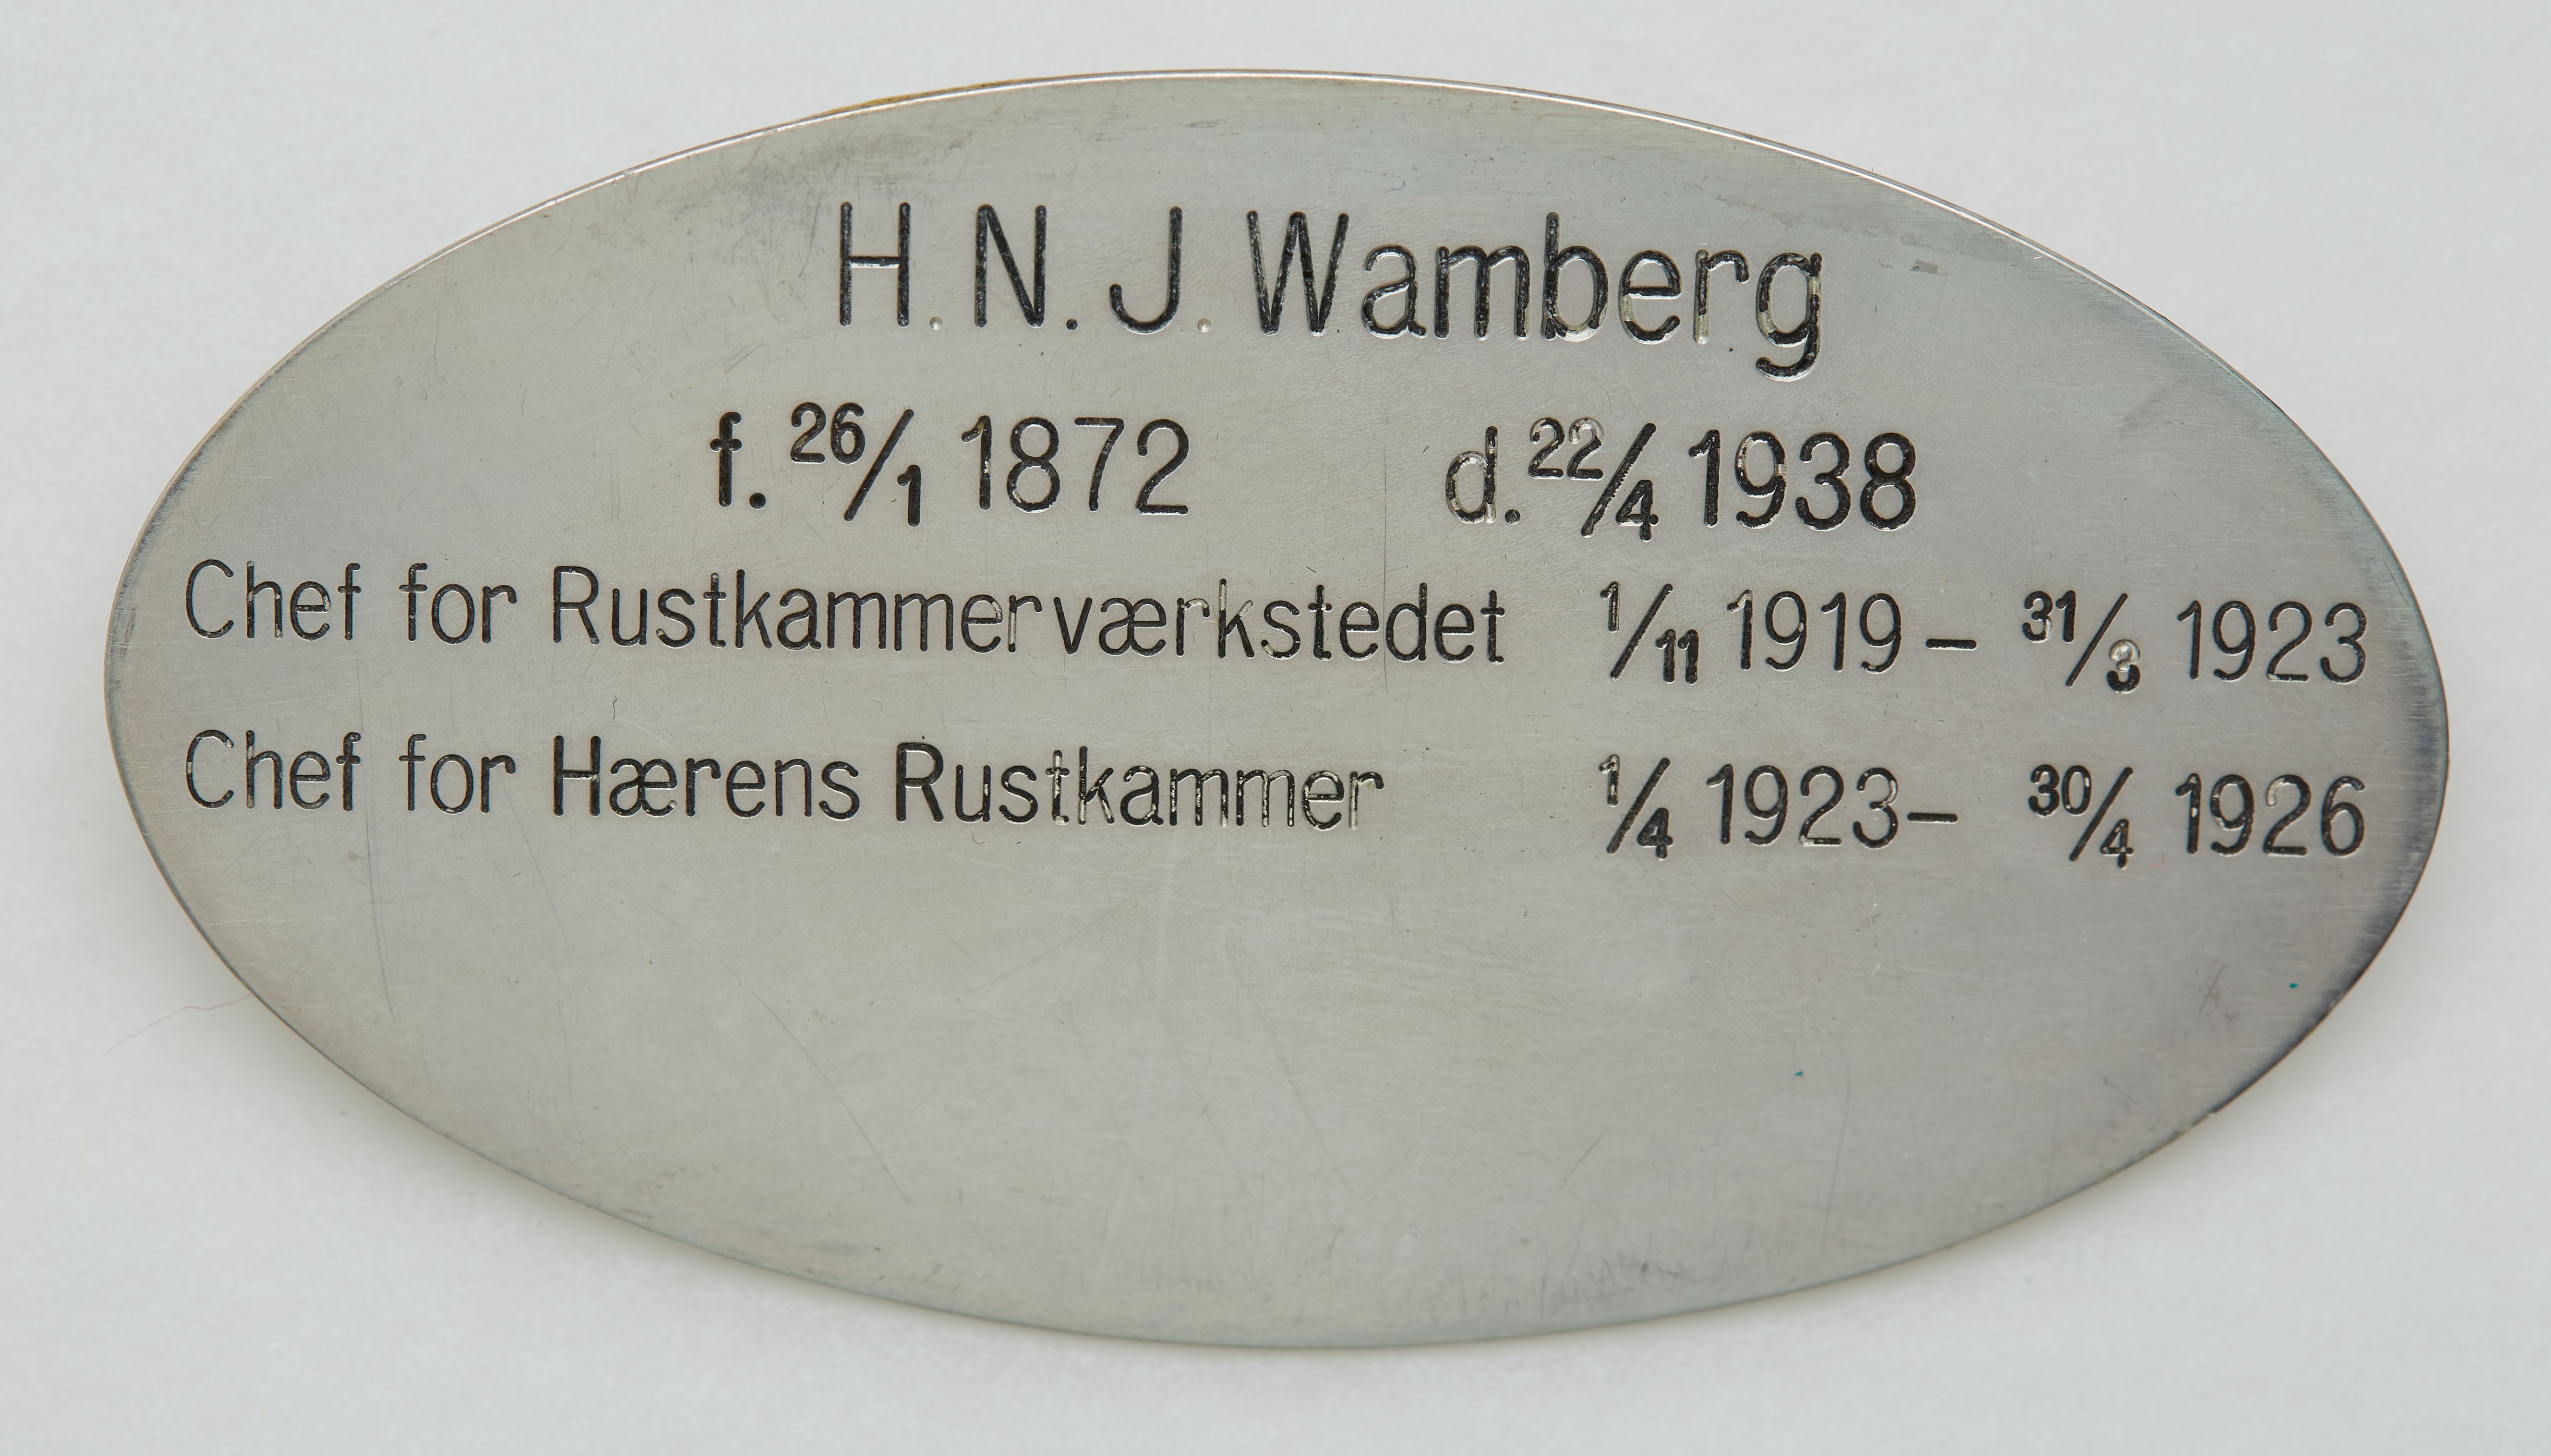 H. N. J. Wamberg
f. 26/1 1872 d. 22/4 1938
Chef for Rustkammerværkstedet 1/11 1919 – 31/3 1923
Chef for Hærens Rustkammer 1/4 1923 – 30/4 1926